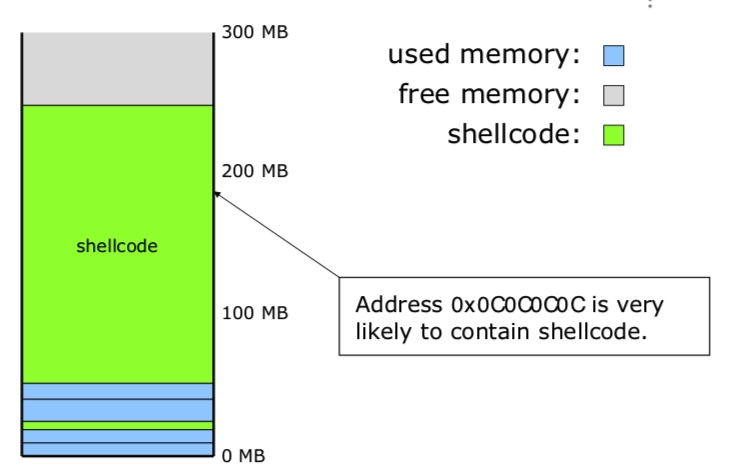 300 MB
used memory:
free memory:
shellcode:
200 MB
shellcode
Address 0x0C0C0C0C is very
likely to contain shellcode.
100 MB
0 MB